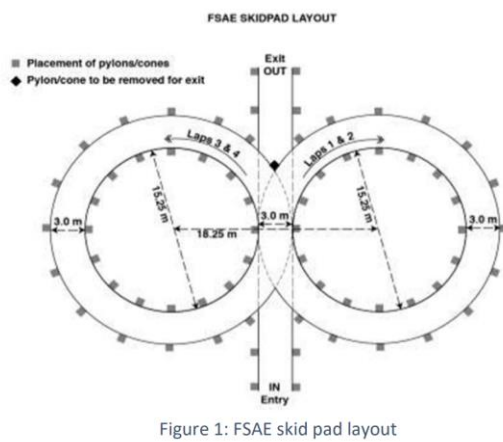 FSAE SKIDPAD LAYOUT
Placement of pylons/cones
Pylon/cone to be removed for exit
Exit
OUT
Laps 3 & 4
Laps 1 & 2
15.25 m
15.25 m
3.0 m
3.0 m
3.0 m
18.25 m
IN
Entry
Figure 1: FSAE skid pad layout